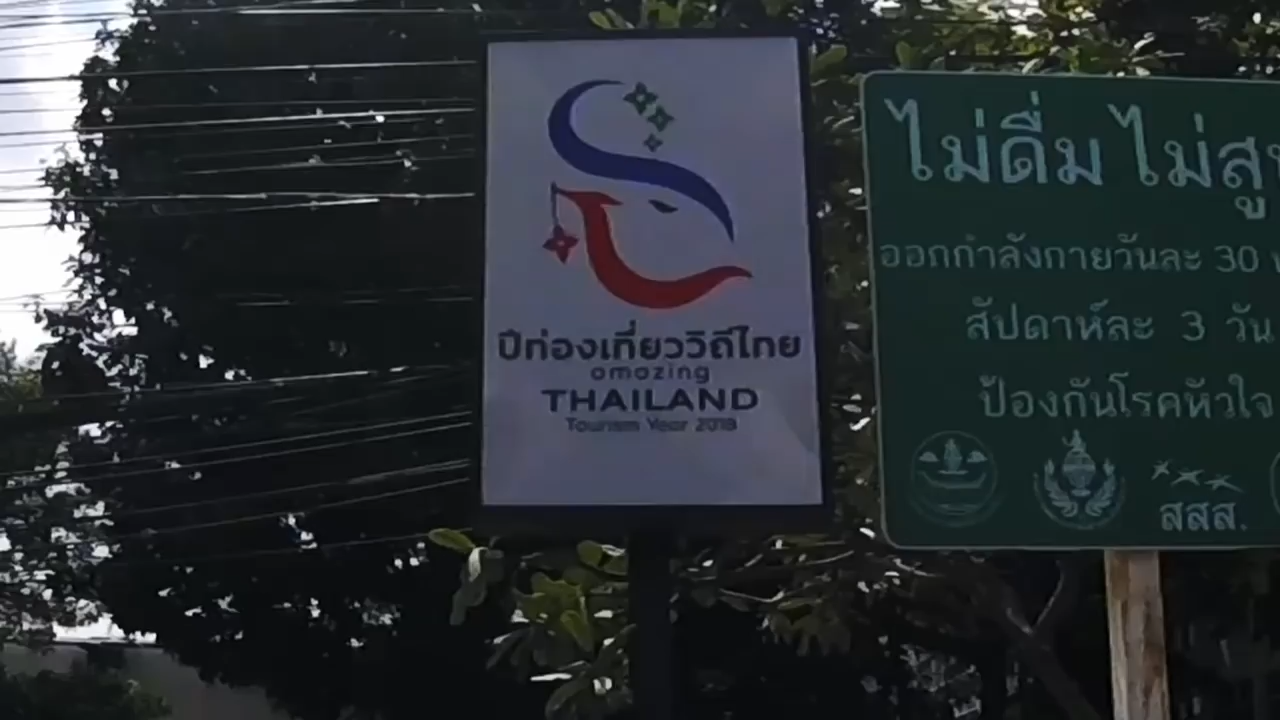 ปีท่องเที่ยววิถีไทย
amazing
THAILAND
Tourism Year 2018
ไม่ดื่ม ไม่
ออกกำลังกายวันละ 30
สัปดาห์ละ 3 วัน
ป้องกันโรคหัวใจ
สสส.